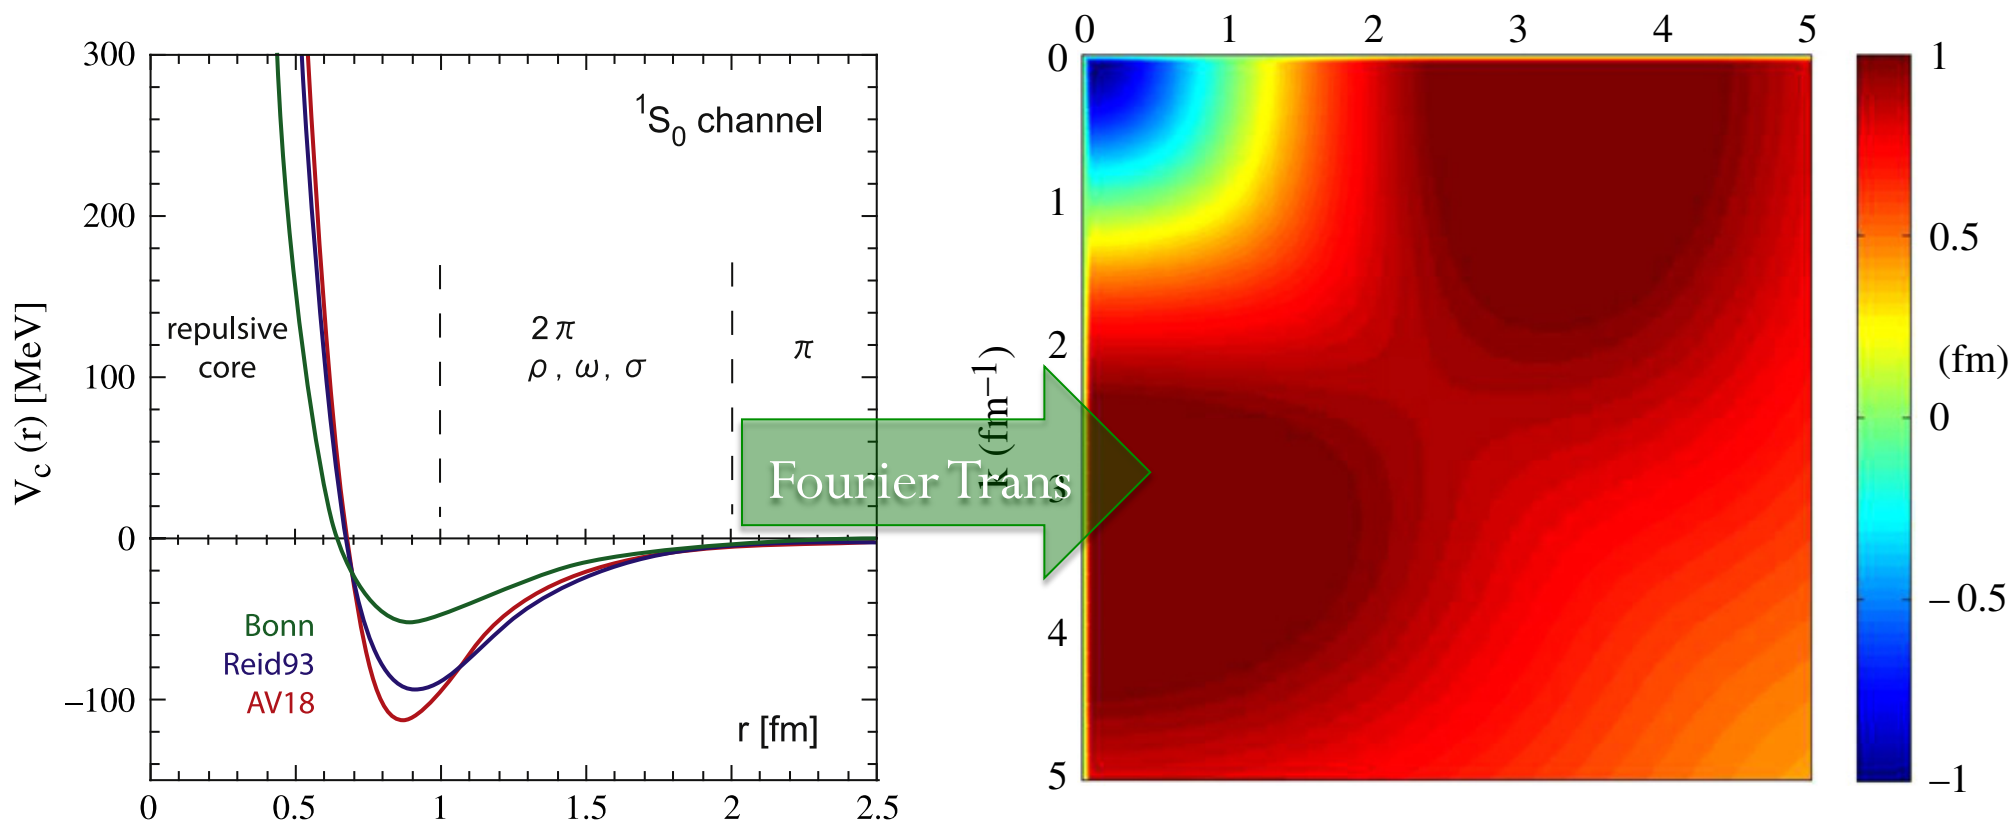 300
200
100
0
−100
0
0.5
1
1.5
2
2.5
V_c (r) [MeV]
r [fm]
¹S₀ channel
repulsive
core
2π
ρ , ω, σ
π
Bonn
Reid93
AV18
Fourier Trans
0
1
2
3
4
5
0
1
2
3
4
5
k (fm⁻¹)
1
0.5
(fm)
0
−0.5
−1